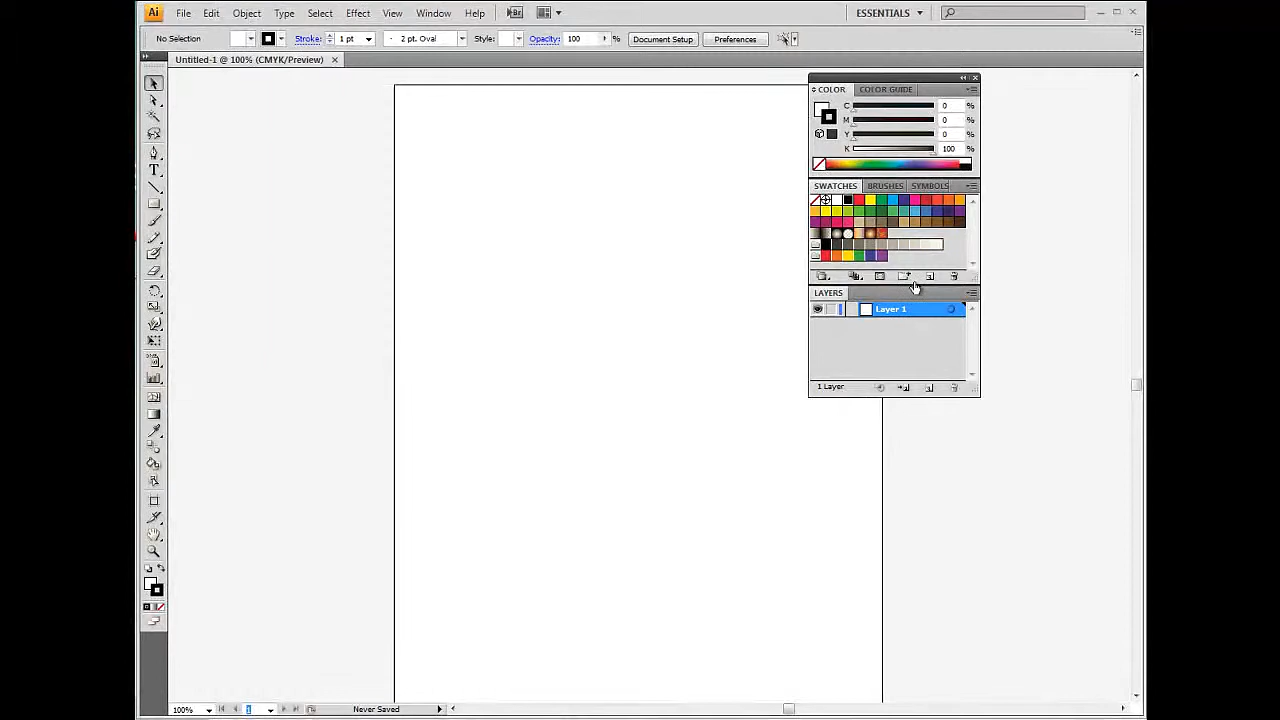 Ai File Edit Object Type Select Effect View Window Help Br ESSENTIALS
No Selection Stroke: 1 pt 2 pt. Oval Style: Opacity: 100 % Document Setup Preferences
Untitled-1 @ 100% (CMYK/Preview)
COLOR COLOR GUIDE
C 0 %
M 0 %
Y 0 %
K 100 %
SWATCHES BRUSHES SYMBOLS
LAYERS
Layer 1
1 Layer
100% 1 Never Saved